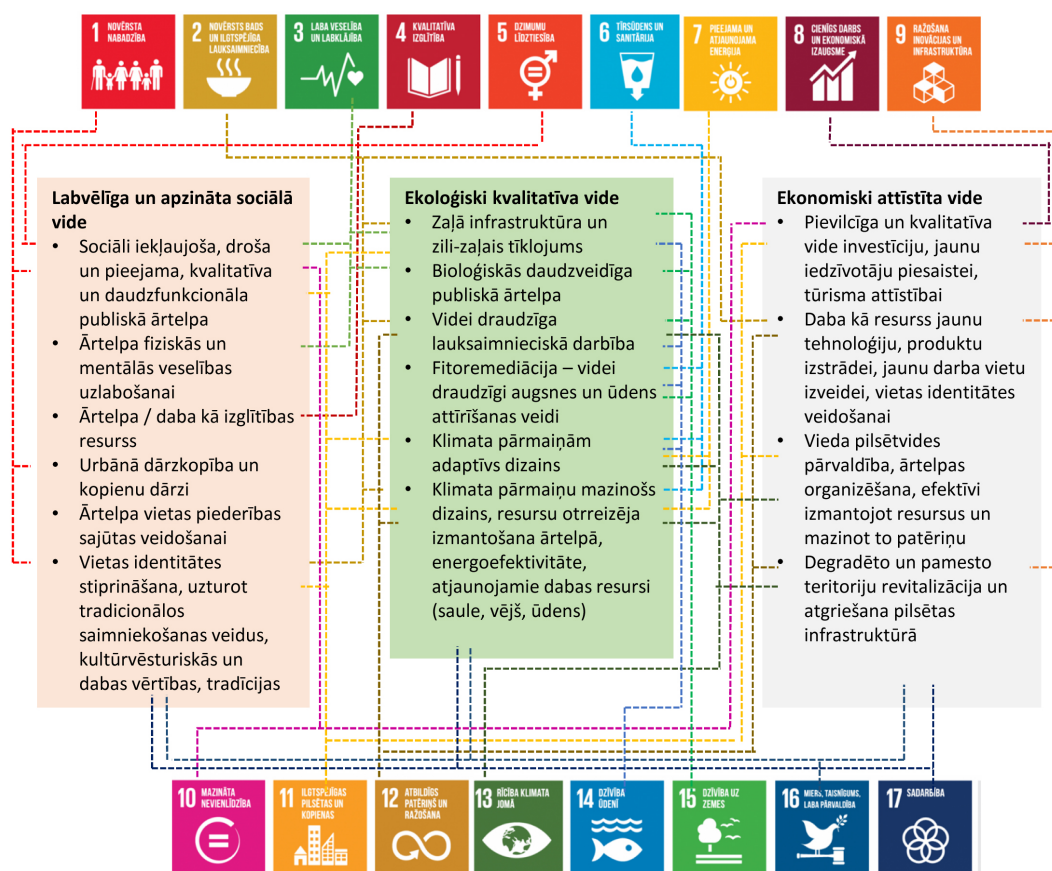 1 NOVĒRSTA
NABADZĪBA
2 NOVĒRSTS BADS
UN ILGTSPĒJĪGA
LAUKSAIMNIECĪBA
3 LABA VESELĪBA
UN LABKLĀJĪBA
4 KVALITATĪVA
IZGLĪTĪBA
5 DZIMUMU
LĪDZTIESĪBA
6 TĪRSŪDENS UN
SANITĀRIJA
7 PIEEJAMA UN
ATJAUNOJAMA
ENERĢIJA
8 CIENĪGS DARBS
UN EKONOMISKĀ
IZAUGSME
9 RAŽOŠANA
INOVĀCIJAS UN
INFRASTRUKTŪRA
Labvēlīga un apzināta sociālā
vide
• Sociāli iekļaujoša, droša
un pieejama, kvalitatīva
un daudzfunkcionāla
publiskā ārtelpa
• Ārtelpa fiziskās un
mentālās veselības
uzlabošanai
• Ārtelpa / daba kā izglītības
resurss
• Urbānā dārzkopība un
kopienu dārzi
• Ārtelpa vietas piederības
sajūtas veidošanai
• Vietas identitātes
stiprināšana, uzturot
tradicionālos
saimniekošanas veidus,
kultūrvēsturiskās un
dabas vērtības, tradīcijas
Ekoloģiski kvalitatīva vide
• Zaļā infrastruktūra un
zili-zaļais tīklojums
• Bioloģiskās daudzveidīga
publiskā ārtelpa
• Videi draudzīga
lauksaimnieciskā darbība
• Fitoremediācija – videi
draudzīgi augsnes un ūdens
attīrīšanas veidi
• Klimata pārmaiņām
adaptīvs dizains
• Klimata pārmaiņu mazinošs
dizains, resursu otrreizēja
izmantošana ārtelpā,
energoefektivitāte,
atjaunojamie dabas resursi
(saule, vējš, ūdens)
Ekonomiski attīstīta vide
• Pievilcīga un kvalitatīva
vide investīciju, jaunu
iedzīvotāju piesaistei,
tūrisma attīstībai
• Daba kā resurss jaunu
tehnoloģiju, produktu
izstrādei, jaunu darba vietu
izveidei, vietas identitātes
veidošanai
• Vieda pilsētvides
pārvaldība, ārtelpas
organizēšana, efektīvi
izmantojot resursus un
mazinot to patēriņu
• Degradēto un pamesto
teritoriju revitalizācija un
atgriešana pilsētas
infrastruktūrā
10 MAZINĀTA
NEVIENLĪDZĪBA
11 ILGTSPĒJĪGAS
PILSĒTAS UN
KOPIENAS
12 ATBILDĪGS
PATĒRIŅŠ UN
RAŽOŠANA
13 RĪCĪBA KLIMATA
JOMĀ
14 DZĪVĪBA
ŪDENĪ
15 DZĪVĪBA UZ
ZEMES
16 MIERS, TAISNĪGUMS,
LABA PĀRVALDĪBA
17 SADARBĪBA